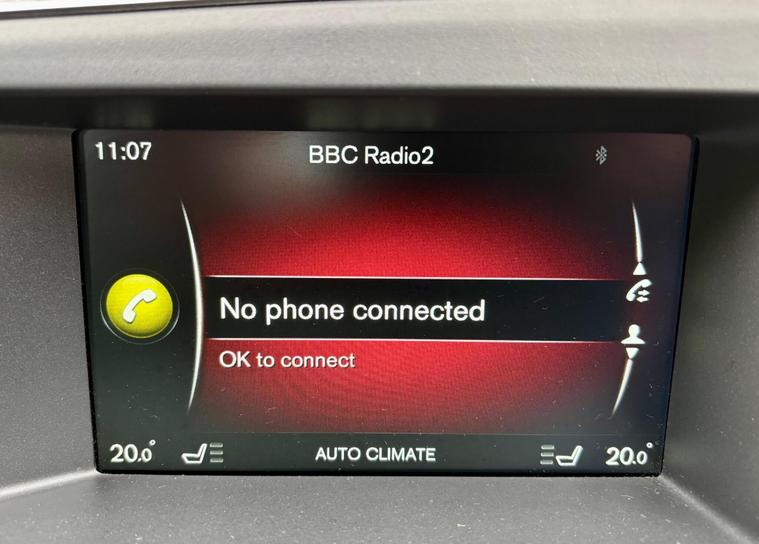 11:07 BBC Radio2
No phone connected
OK to connect
20.0° AUTO CLIMATE 20.0°